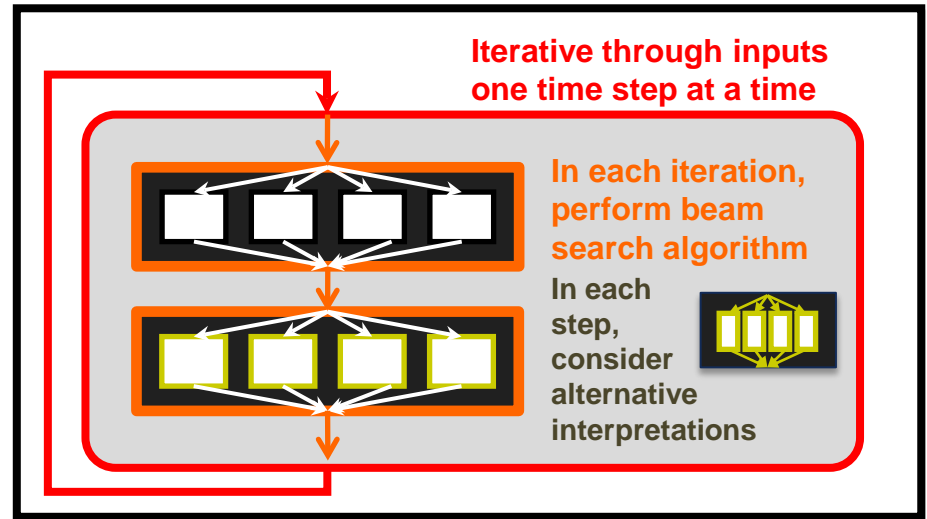 Iterative through inputs
one time step at a time
In each iteration,
perform beam
search algorithm
In each
step,
consider
alternative
interpretations